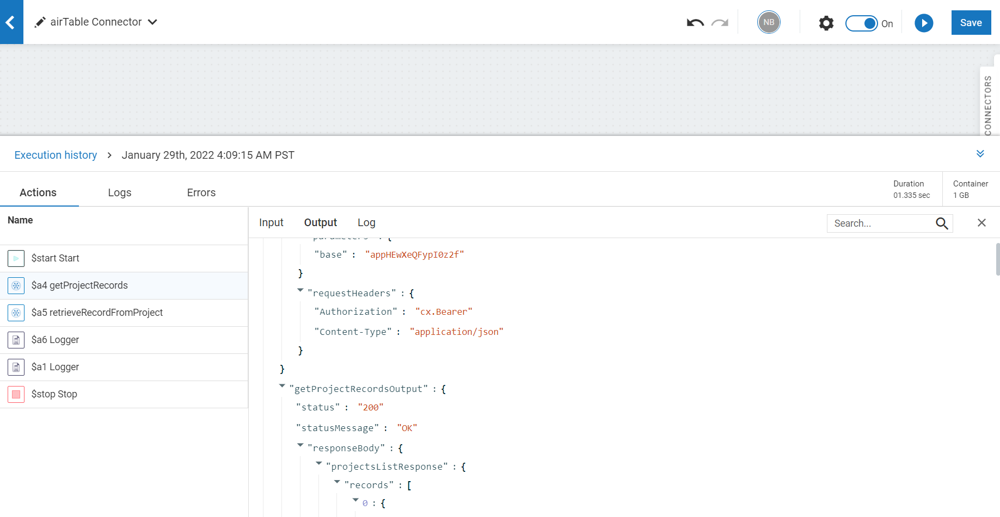 airTable Connector
NB
On
Save
CONNECTORS
Execution history > January 29th, 2022 4:09:15 AM PST
Actions Logs Errors
Duration
01.335 sec
Container
1 GB
Name
$start Start
$a4 getProjectRecords
$a5 retrieveRecordFromProject
$a6 Logger
$a1 Logger
$stop Stop
Input Output Log
Search...
"base" : "appHEwXeQFypI0z2f"
}
"requestHeaders" : {
"Authorization" : "cx.Bearer"
"Content-Type" : "application/json"
}
}
"getProjectRecordsOutput" : {
"status" : "200"
"statusMessage" : "OK"
"responseBody" : {
"projectsListResponse" : {
"records" : [
0 : {